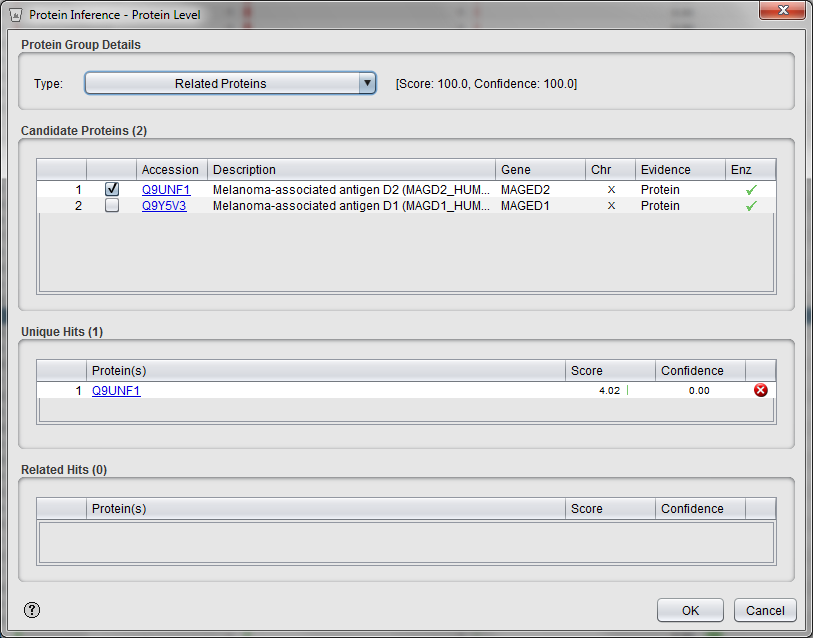 Protein Inference - Protein Level
Protein Group Details
Type: Related Proteins [Score: 100.0, Confidence: 100.0]
Candidate Proteins (2)
Accession Description Gene Chr Evidence Enz
1 Q9UNF1 Melanoma-associated antigen D2 (MAGD2_HUM... MAGED2 X Protein
2 Q9Y5V3 Melanoma-associated antigen D1 (MAGD1_HUM... MAGED1 X Protein
Unique Hits (1)
Protein(s) Score Confidence
1 Q9UNF1 4.02 0.00
Related Hits (0)
Protein(s) Score Confidence
? OK Cancel